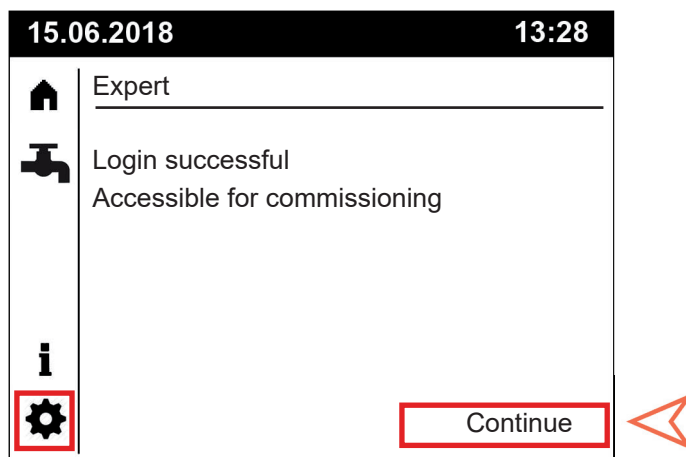 15.06.2018 13:28
Expert
Login successful
Accessible for commissioning
i
Continue